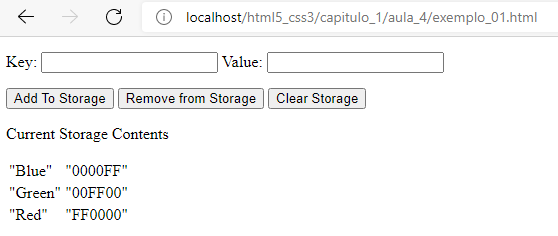 localhost/html5_css3/capitulo_1/aula_4/exemplo_01.html
Key: Value:
Add To Storage Remove from Storage Clear Storage
Current Storage Contents
"Blue" "0000FF"
"Green" "00FF00"
"Red" "FF0000"